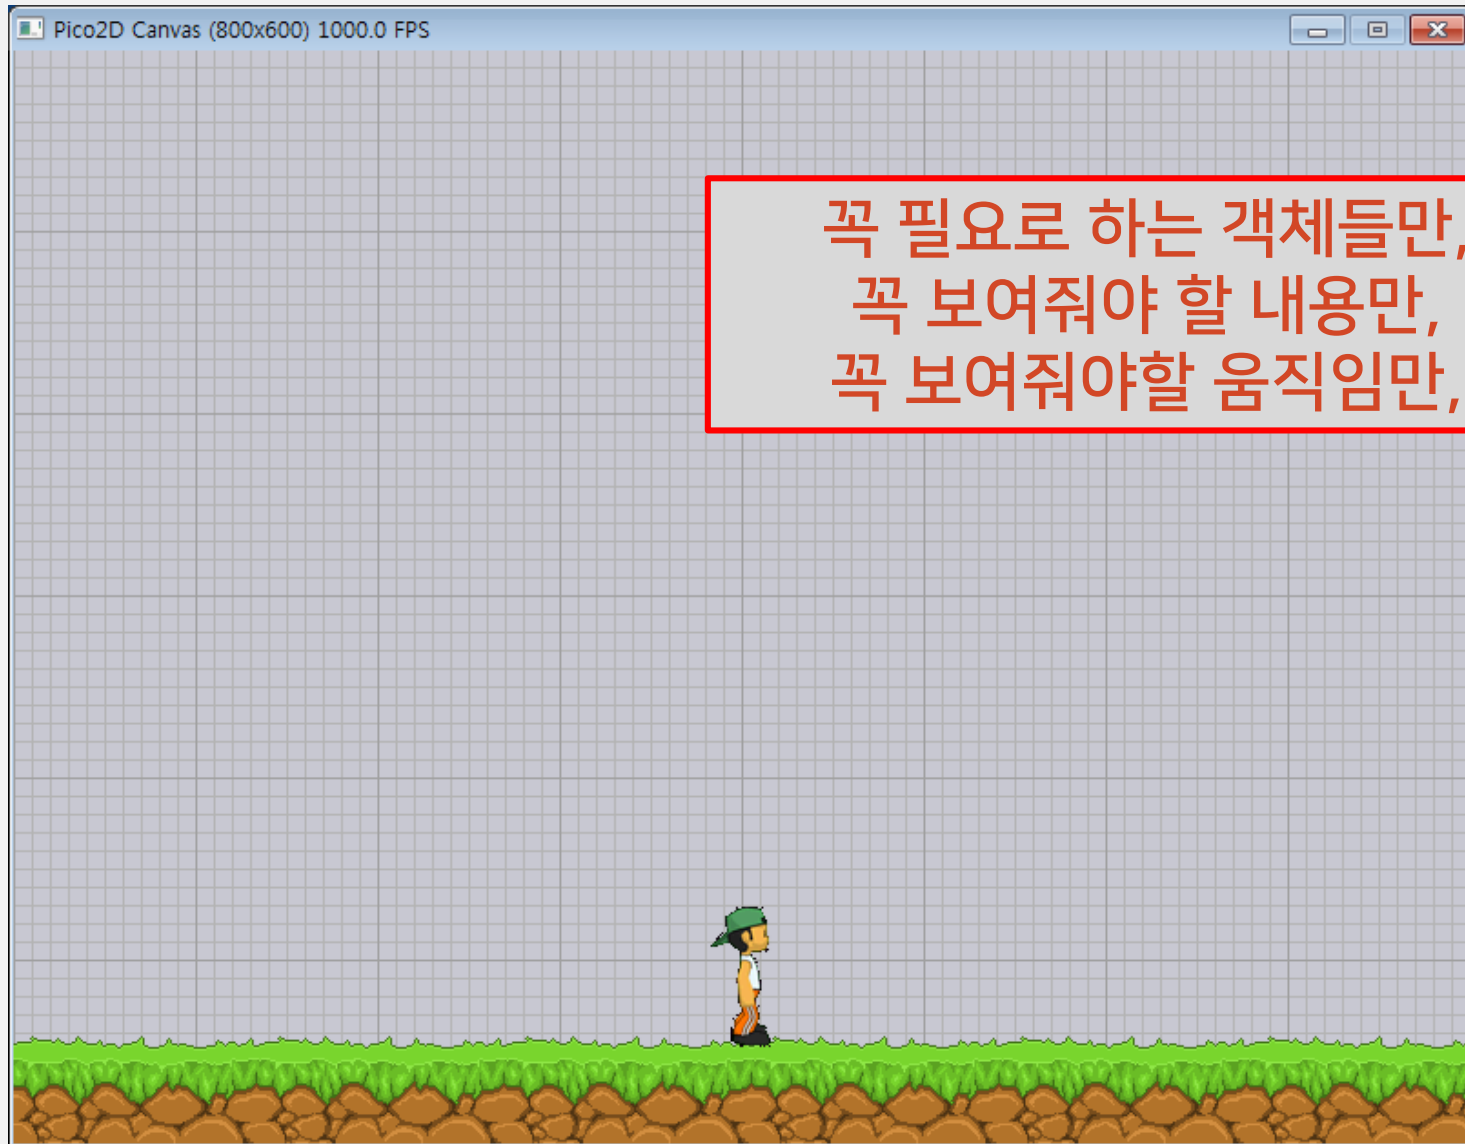 Pico2D Canvas (800x600) 1000.0 FPS
꼭 필요로 하는 객체들만,
꼭 보여줘야 할 내용만,
꼭 보여줘야할 움직임만,